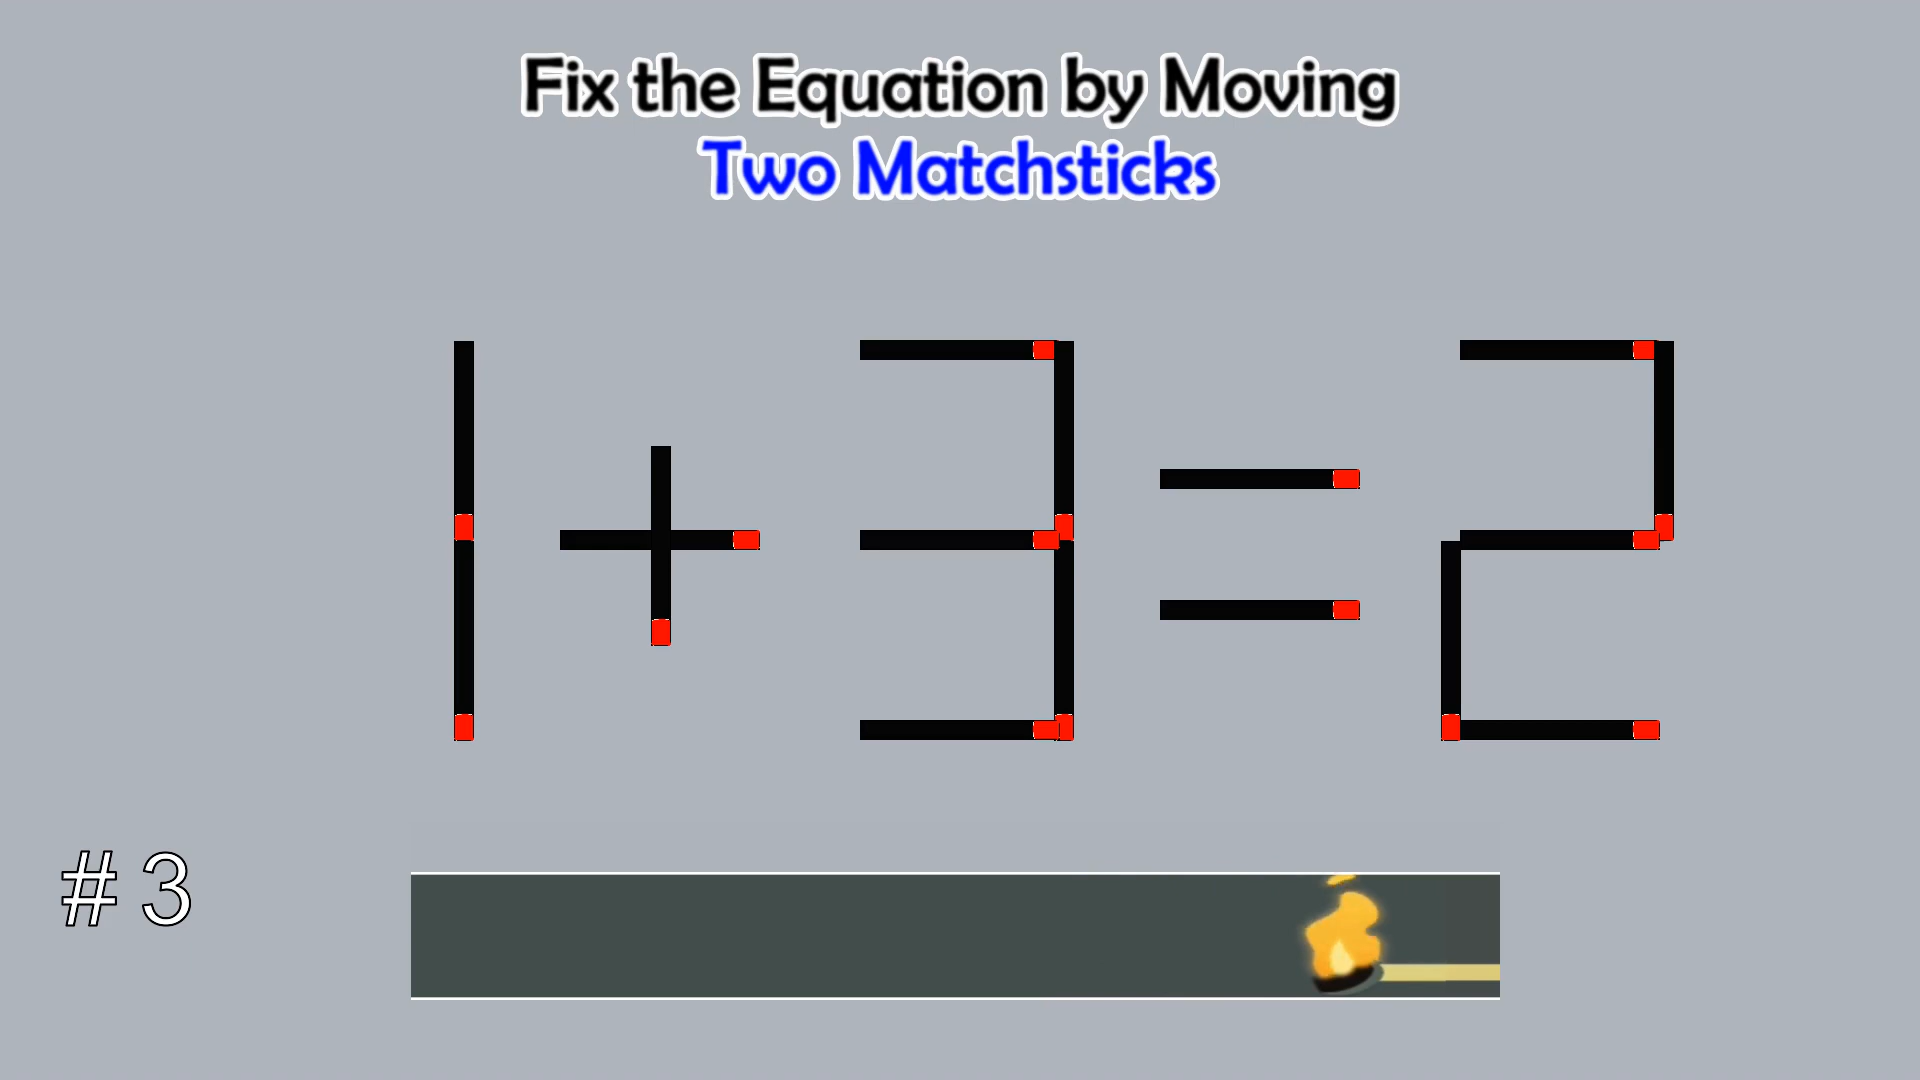 Fix the Equation by Moving
Two Matchsticks
1 + 3 = 2
# 3